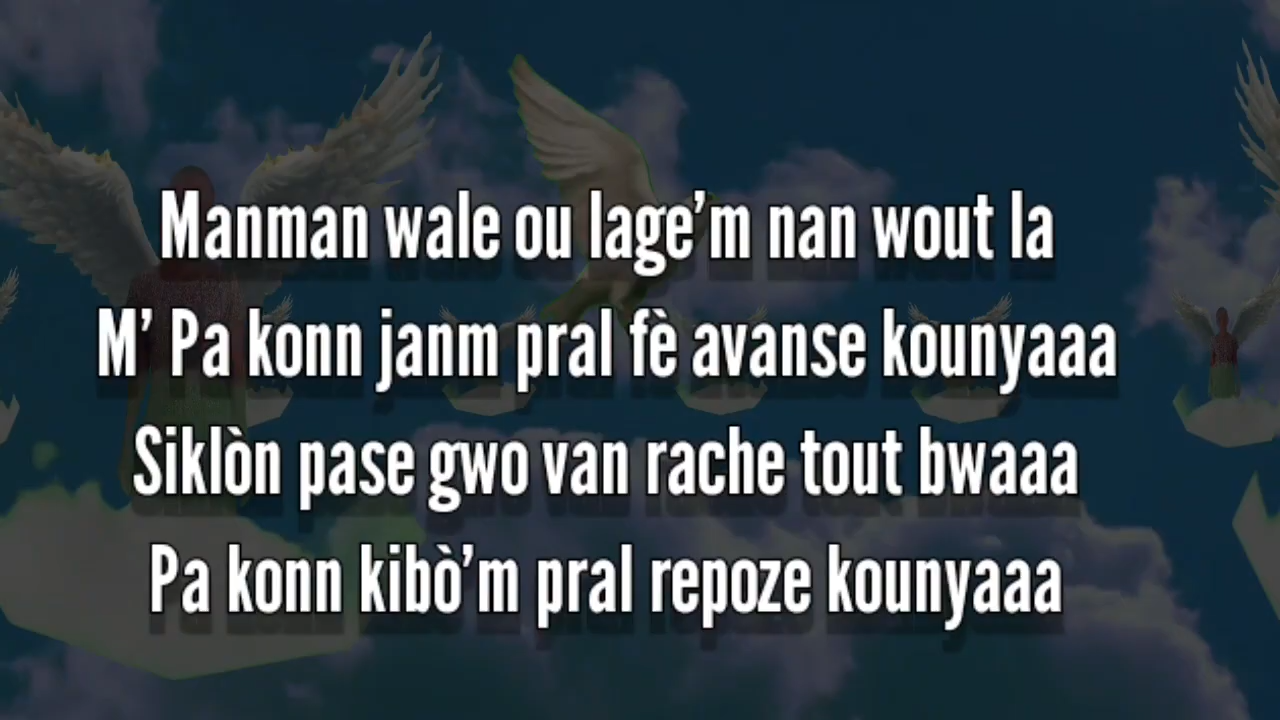 Manman wale ou lage’m nan wout la
M’ Pa konn janm pral fè avanse kounyaaa
Siklòn pase gwo van rache tout bwaaa
Pa konn kibò’m pral repoze kounyaaa